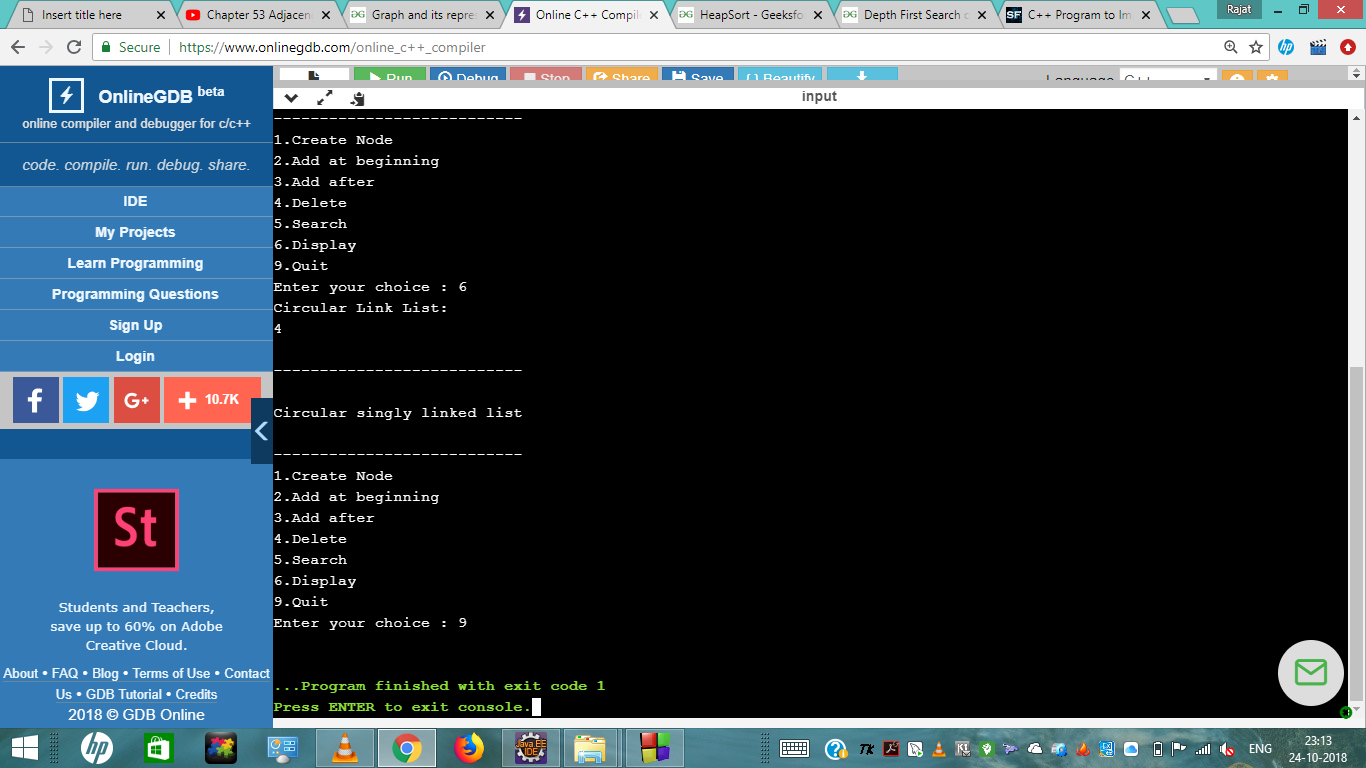 Insert title here
Chapter 53 Adjacen
Graph and its repres
Online C++ Compile
HeapSort - Geeksfo
Depth First Search o
C++ Program to Im
Rajat
Secure
https://www.onlinegdb.com/online_c++_compiler
OnlineGDB beta
online compiler and debugger for c/c++
code. compile. run. debug. share.
IDE
My Projects
Learn Programming
Programming Questions
Sign Up
Login
10.7K
St
Students and Teachers,
save up to 60% on Adobe
Creative Cloud.
About • FAQ • Blog • Terms of Use • Contact
Us • GDB Tutorial • Credits
2018 © GDB Online
Run
Debug
Stop
Share
Save
{ } Beautify
Language
C++
input
---------------------------
1.Create Node
2.Add at beginning
3.Add after
4.Delete
5.Search
6.Display
9.Quit
Enter your choice : 6
Circular Link List:
4
---------------------------
Circular singly linked list
---------------------------
1.Create Node
2.Add at beginning
3.Add after
4.Delete
5.Search
6.Display
9.Quit
Enter your choice : 9
...Program finished with exit code 1
Press ENTER to exit console.
Java EE
IDE
ENG
23:13
24-10-2018